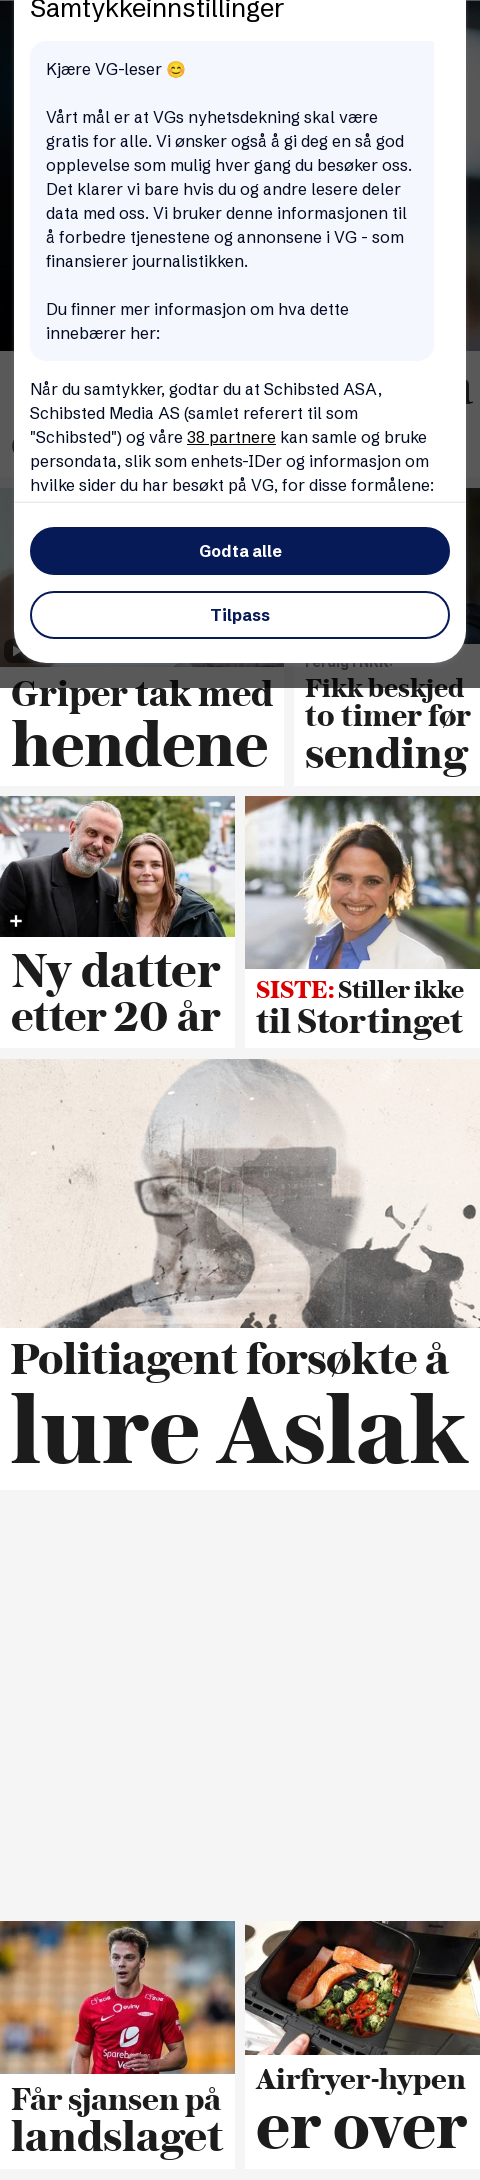 Samtykkeinnstillinger
Kjære VG-leser 😊
Vårt mål er at VGs nyhetsdekning skal være
gratis for alle. Vi ønsker også å gi deg en så god
opplevelse som mulig hver gang du besøker oss.
Det klarer vi bare hvis du og andre lesere deler
data med oss. Vi bruker denne informasjonen til
å forbedre tjenestene og annonsene i VG - som
finansierer journalistikken.
Du finner mer informasjon om hva dette
innebærer her:
Når du samtykker, godtar du at Schibsted ASA,
Schibsted Media AS (samlet referert til som
"Schibsted") og våre 38 partnere kan samle og bruke
persondata, slik som enhets-IDer og informasjon om
hvilke sider du har besøkt på VG, for disse formålene:
Godta alle
Tilpass
Griper tak med
hendene
Fikk beskjed
to timer før
sending
Ny datter
etter 20 år
SISTE: Stiller ikke
til Stortinget
Politiagent forsøkte å
lure Aslak
Får sjansen på
landslaget
Airfryer-hypen
er over